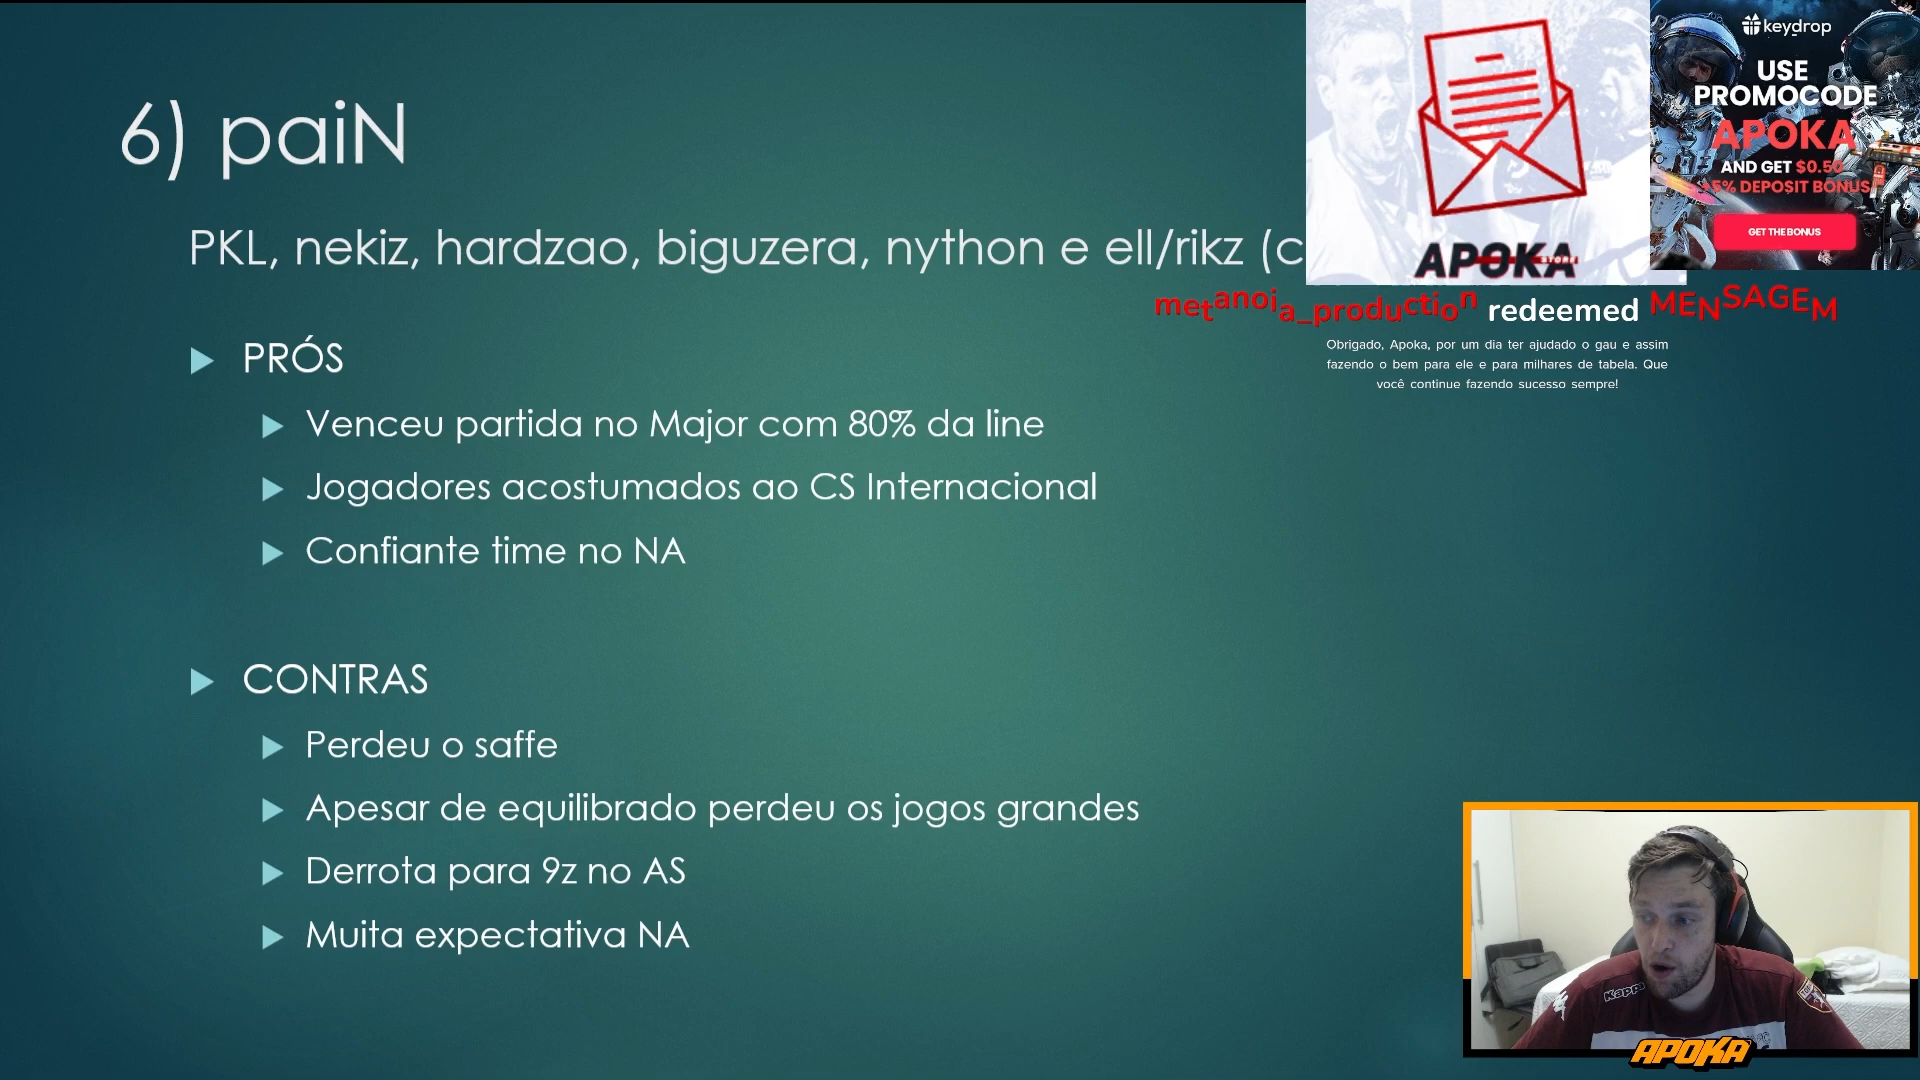 6) paiN
PKL, nekiz, hardzao, biguzera, nython e ell/rikz (c
PRÓS
Venceu partida no Major com 80% da line
Jogadores acostumados ao CS Internacional
Confiante time no NA
CONTRAS
Perdeu o saffe
Apesar de equilibrado perdeu os jogos grandes
Derrota para 9z no AS
Muita expectativa NA
APOKA
keydrop
USE
PROMOCODE
APOKA
AND GET $0.50
+5% DEPOSIT BONUS
GET THE BONUS
metanoia_production redeemed MENSAGEM
Obrigado, Apoka, por um dia ter ajudado o gau e assim
fazendo o bem para ele e para milhares de tabela. Que
você continue fazendo sucesso sempre!
Kappa
APOKA